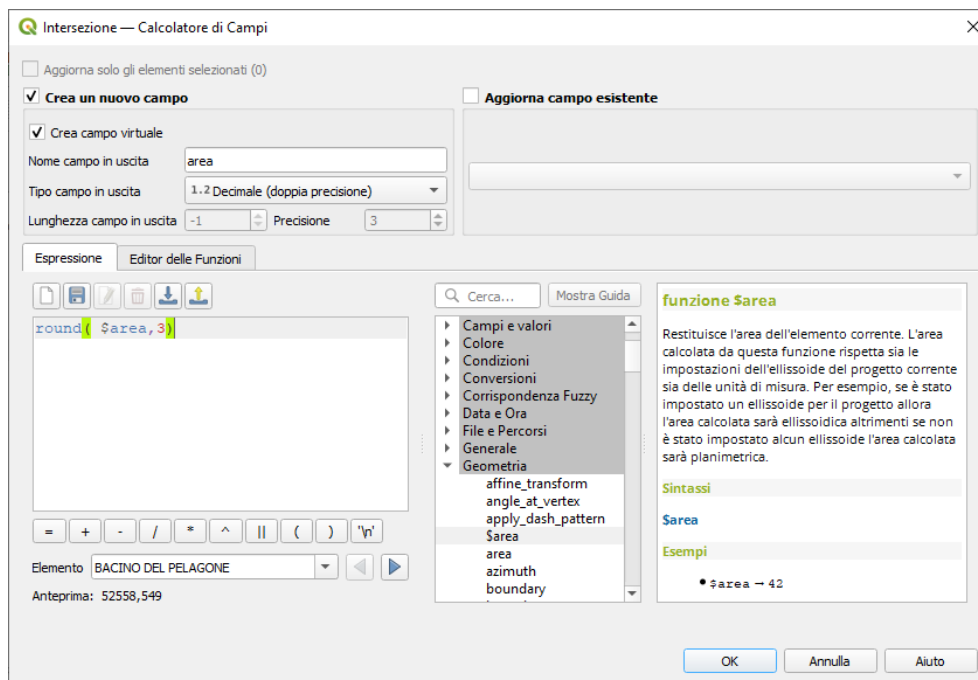 Intersezione — Calcolatore di Campi
Aggiorna solo gli elementi selezionati (0)
Crea un nuovo campo
Aggiorna campo esistente
Crea campo virtuale
Nome campo in uscita area
Tipo campo in uscita 1.2 Decimale (doppia precisione)
Lunghezza campo in uscita -1 Precisione 3
Espressione Editor delle Funzioni
round( $area,3)
= + - / * ^ || ( ) '\n'
Elemento BACINO DEL PELAGONE
Anteprima: 52558,549
Cerca... Mostra Guida
Campi e valori
Colore
Condizioni
Conversioni
Corrispondenza Fuzzy
Data e Ora
File e Percorsi
Generale
Geometria
affine_transform
angle_at_vertex
apply_dash_pattern
$area
area
azimuth
boundary
funzione $area
Restituisce l'area dell'elemento corrente. L'area
calcolata da questa funzione rispetta sia le
impostazioni dell'ellissoide del progetto corrente
sia delle unità di misura. Per esempio, se è stato
impostato un ellissoide per il progetto allora
l'area calcolata sarà ellissoidica altrimenti se non
è stato impostato alcun ellissoide l'area calcolata
sarà planimetrica.
Sintassi
$area
Esempi
• $area → 42
OK Annulla Aiuto